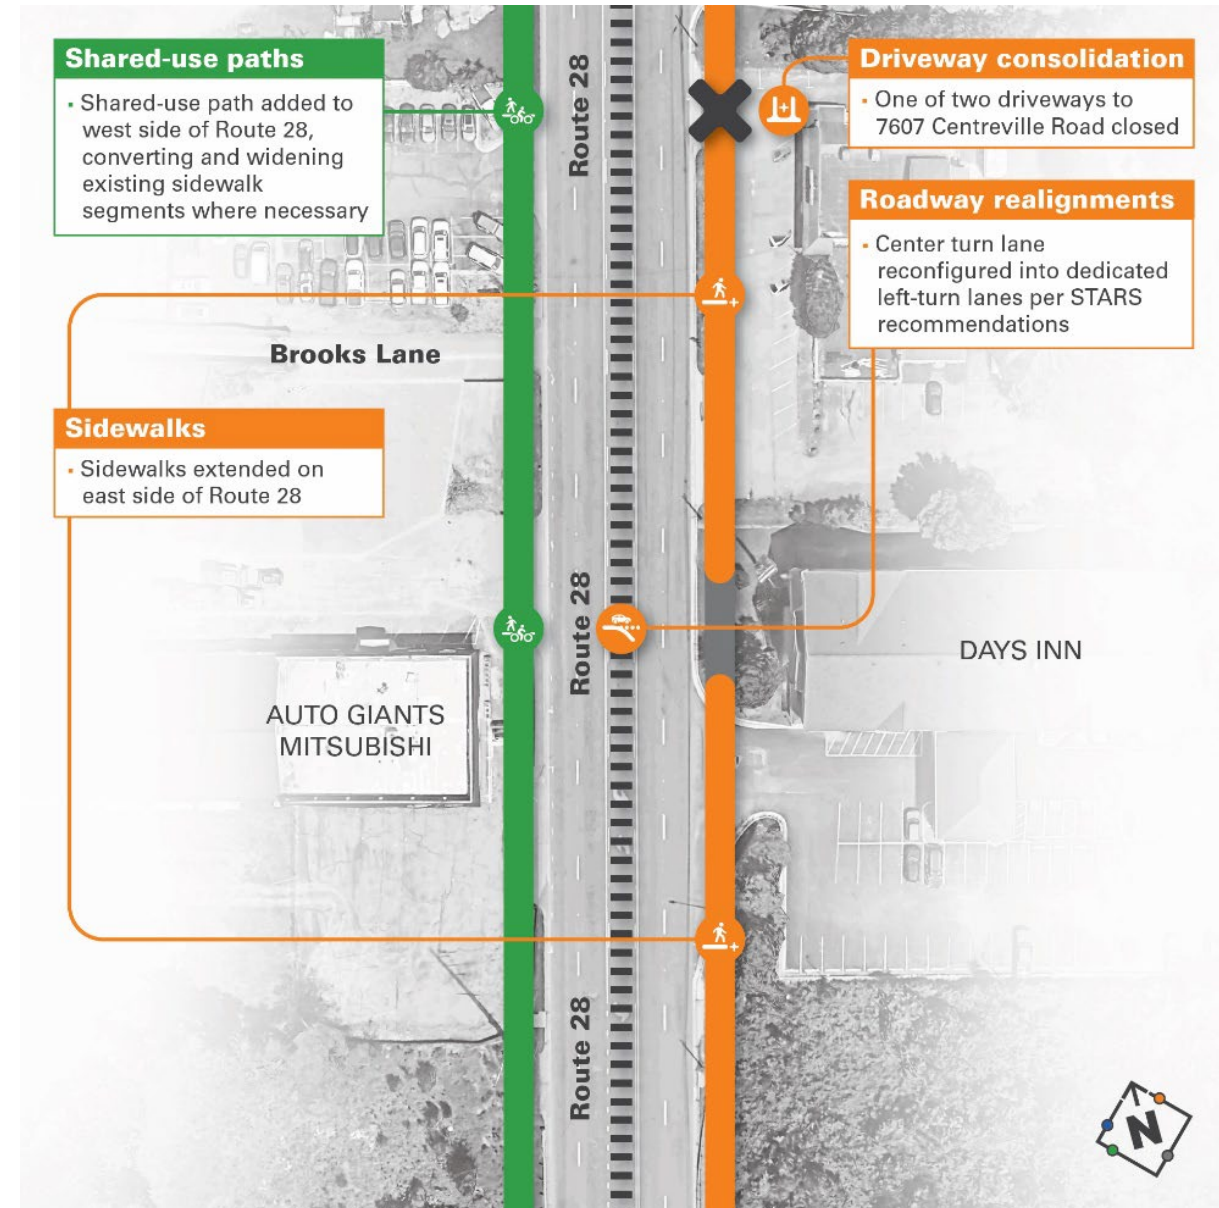 Shared-use paths
• Shared-use path added to
west side of Route 28,
converting and widening
existing sidewalk
segments where necessary
Route 28
Driveway consolidation
• One of two driveways to
7607 Centreville Road closed
Roadway realignments
• Center turn lane
reconfigured into dedicated
left-turn lanes per STARS
recommendations
Brooks Lane
Sidewalks
• Sidewalks extended on
east side of Route 28
Route 28
DAYS INN
AUTO GIANTS
MITSUBISHI
Route 28
N